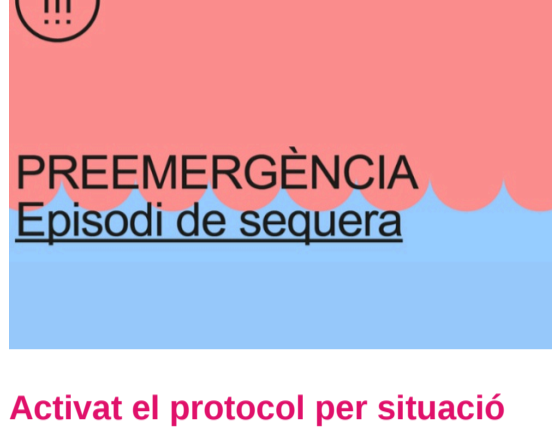 !!!
PREEMERGÈNCIA
Episodi de sequera
Activat el protocol per situació